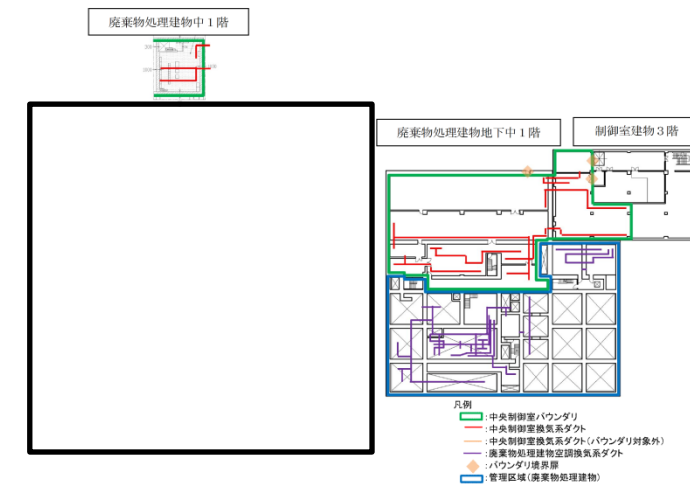 廃棄物処理建物中1階
廃棄物処理建物地下中1階
制御室建物3階
凡例
:中央制御室バウンダリ
:中央制御室換気系ダクト
:中央制御室換気系ダクト(バウンダリ対象外)
:廃棄物処理建物空調換気系ダクト
:バウンダリ境界扉
:管理区域(廃棄物処理建物)